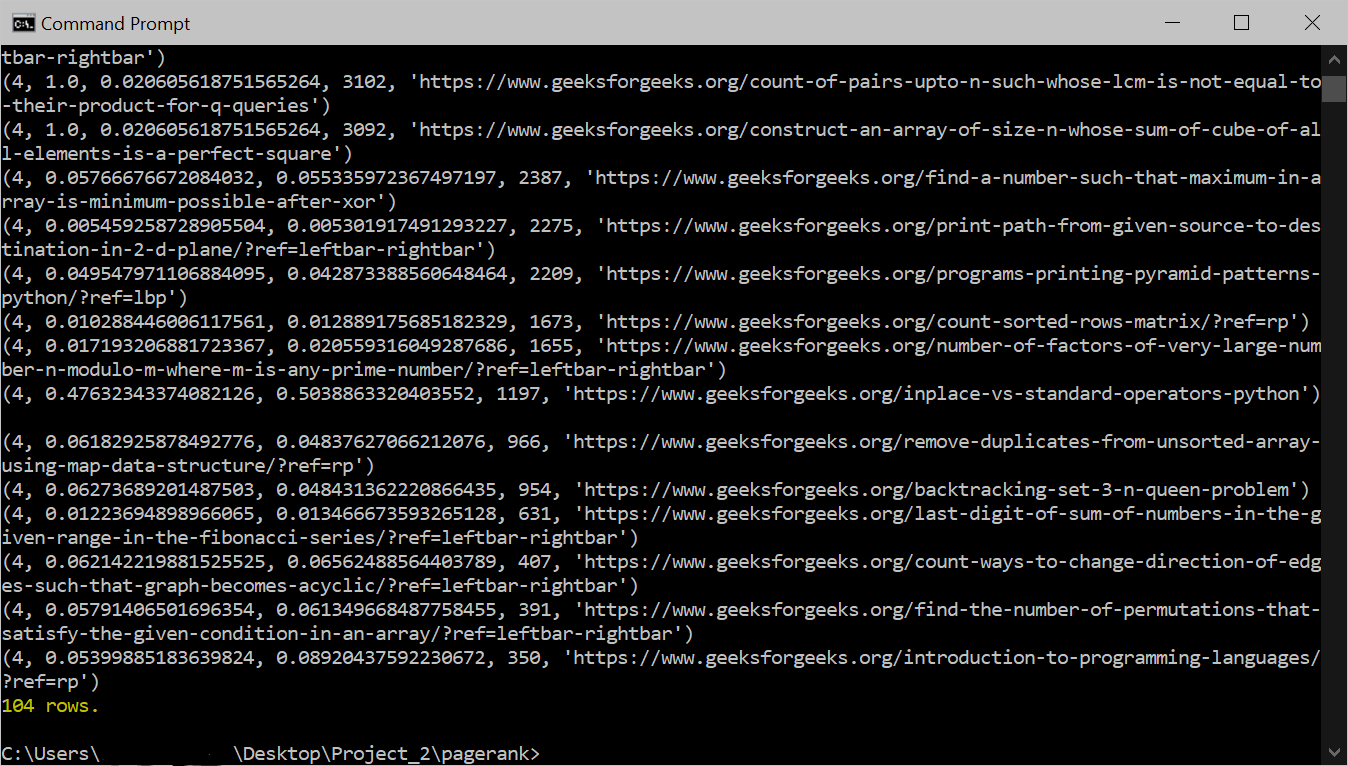 Command Prompt
tbar-rightbar')
(4, 1.0, 0.020605618751565264, 3102, 'https://www.geeksforgeeks.org/count-of-pairs-upto-n-such-whose-lcm-is-not-equal-to
-their-product-for-q-queries')
(4, 1.0, 0.020605618751565264, 3092, 'https://www.geeksforgeeks.org/construct-an-array-of-size-n-whose-sum-of-cube-of-al
l-elements-is-a-perfect-square')
(4, 0.05766676672084032, 0.055335972367497197, 2387, 'https://www.geeksforgeeks.org/find-a-number-such-that-maximum-in-a
rray-is-minimum-possible-after-xor')
(4, 0.005459258728905504, 0.005301917491293227, 2275, 'https://www.geeksforgeeks.org/print-path-from-given-source-to-des
tination-in-2-d-plane/?ref=leftbar-rightbar')
(4, 0.049547971106884095, 0.042873388560648464, 2209, 'https://www.geeksforgeeks.org/programs-printing-pyramid-patterns-
python/?ref=lbp')
(4, 0.010288446006117561, 0.012889175685182329, 1673, 'https://www.geeksforgeeks.org/count-sorted-rows-matrix/?ref=rp')
(4, 0.017193206881723367, 0.020559316049287686, 1655, 'https://www.geeksforgeeks.org/number-of-factors-of-very-large-num
ber-n-modulo-m-where-m-is-any-prime-number/?ref=leftbar-rightbar')
(4, 0.47632343374082126, 0.5038863320403552, 1197, 'https://www.geeksforgeeks.org/inplace-vs-standard-operators-python')
(4, 0.06182925878492776, 0.04837627066212076, 966, 'https://www.geeksforgeeks.org/remove-duplicates-from-unsorted-array-
using-map-data-structure/?ref=rp')
(4, 0.06273689201487503, 0.048431362220866435, 954, 'https://www.geeksforgeeks.org/backtracking-set-3-n-queen-problem')
(4, 0.01223694898966065, 0.013466673593265128, 631, 'https://www.geeksforgeeks.org/last-digit-of-sum-of-numbers-in-the-g
iven-range-in-the-fibonacci-series/?ref=leftbar-rightbar')
(4, 0.062142219881525525, 0.06562488564403789, 407, 'https://www.geeksforgeeks.org/count-ways-to-change-direction-of-edg
es-such-that-graph-becomes-acyclic/?ref=leftbar-rightbar')
(4, 0.05791406501696354, 0.061349668487758455, 391, 'https://www.geeksforgeeks.org/find-the-number-of-permutations-that-
satisfy-the-given-condition-in-an-array/?ref=leftbar-rightbar')
(4, 0.05399885183639824, 0.08920437592230672, 350, 'https://www.geeksforgeeks.org/introduction-to-programming-languages/
?ref=rp')
104 rows.
C:\Users\ \Desktop\Project_2\pagerank>